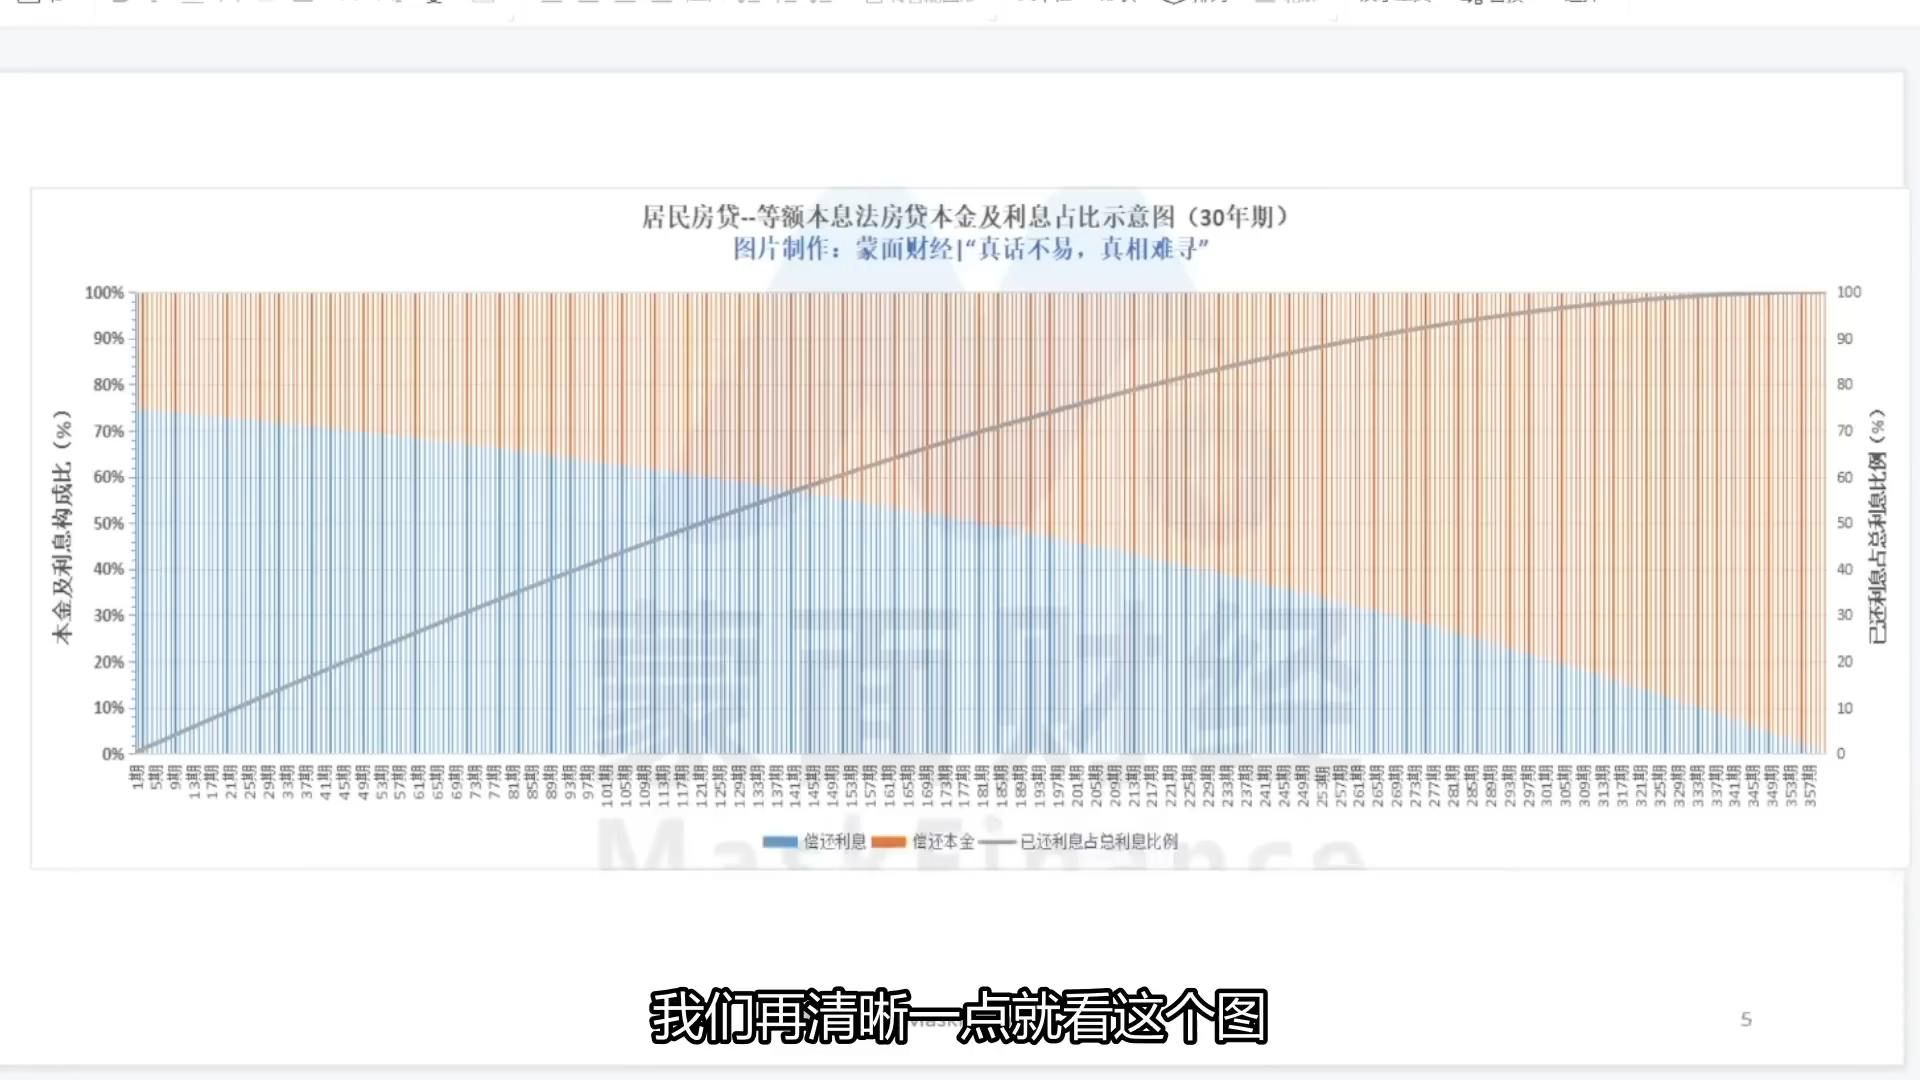 居民房贷--等额本息法房贷本金及利息占比示意图（30年期）
图片制作：蒙面财经|“真话不易，真相难寻”
本金及利息构成比（%）
100%
90%
80%
70%
60%
50%
40%
30%
20%
10%
0%
100
90
80
70
60
50
40
30
20
10
0
已还利息占总利息比例（%）
1期 5期 9期 13期 17期 21期 25期 29期 33期 37期 41期 45期 49期 53期 57期 61期 65期 69期 73期 77期 81期 85期 89期 93期 97期 101期 105期 109期 113期 117期 121期 125期 129期 133期 137期 141期 145期 149期 153期 157期 161期 165期 169期 173期 177期 181期 185期 189期 193期 197期 201期 205期 209期 213期 217期 221期 225期 229期 233期 237期 241期 245期 249期 253期 257期 261期 265期 269期 273期 277期 281期 285期 289期 293期 297期 301期 305期 309期 313期 317期 321期 325期 329期 333期 337期 341期 345期 349期 353期 357期
偿还利息 偿还本金 已还利息占总利息比例
蒙面财经
MaskFinance
我们再清晰一点就看这个图
5